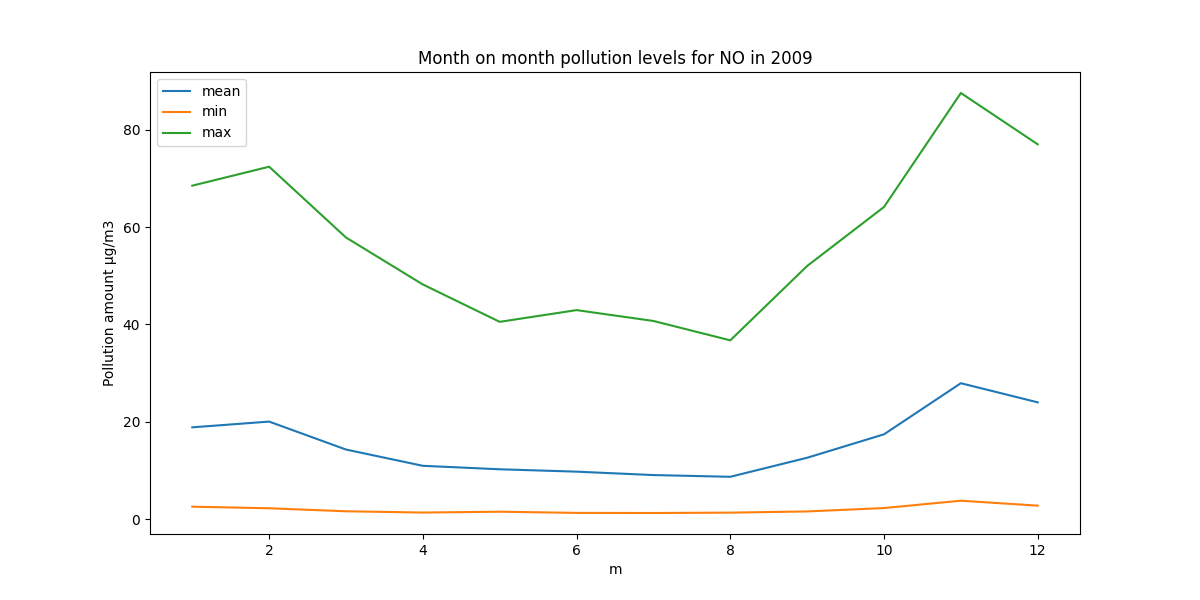 Month on month pollution levels for NO in 2009
mean
min
max
Pollution amount µg/m3
80
60
40
20
0
2 4 6 8 10 12
m